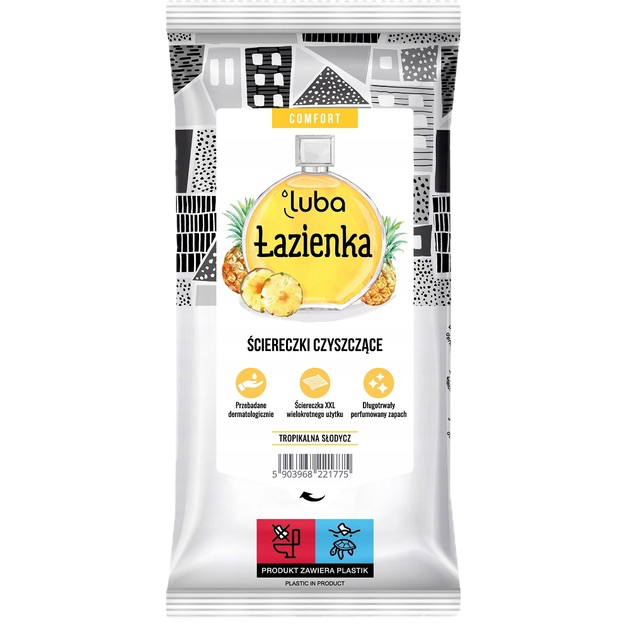 COMFORT
luba
Łazienka
ŚCIERECZKI CZYSZCZĄCE
Przebadane
dermatologicznie
Ściereczka XXL
wielokrotnego użytku
Długotrwały
perfumowany zapach
TROPIKALNA SŁODYCZ
5 903968 221775
PRODUKT ZAWIERA PLASTIK
PLASTIC IN PRODUCT